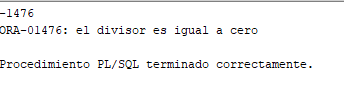 -1476
ORA-01476: el divisor es igual a cero
Procedimiento PL/SQL terminado correctamente.